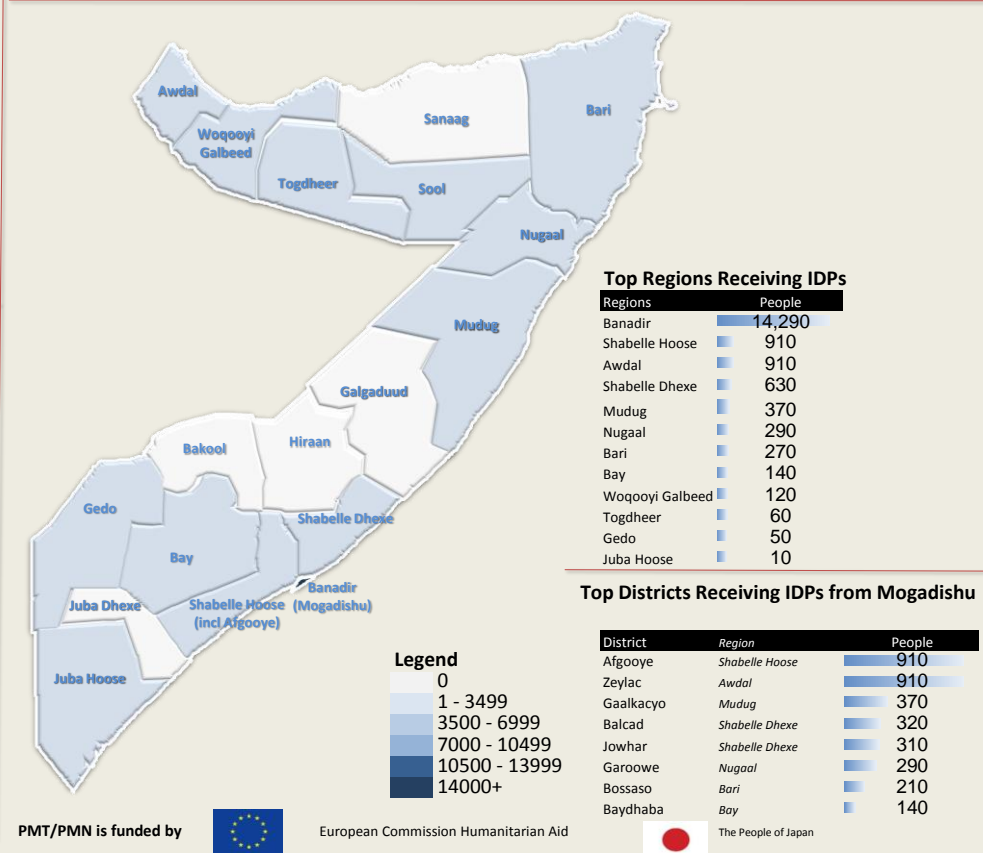 Awdal
Woqooyi
Galbeed
Togdheer
Sanaag
Sool
Bari
Nugaal
Mudug
Galgaduud
Hiraan
Bakool
Gedo
Bay
Shabelle Dhexe
Banadir
(Mogadishu)
Shabelle Hoose
(incl Afgooye)
Juba Dhexe
Juba Hoose
Top Regions Receiving IDPs
Regions People
Banadir 14,290
Shabelle Hoose 910
Awdal 910
Shabelle Dhexe 630
Mudug 370
Nugaal 290
Bari 270
Bay 140
Woqooyi Galbeed 120
Togdheer 60
Gedo 50
Juba Hoose 10
Top Districts Receiving IDPs from Mogadishu
District Region People
Afgooye Shabelle Hoose 910
Zeylac Awdal 910
Gaalkacyo Mudug 370
Balcad Shabelle Dhexe 320
Jowhar Shabelle Dhexe 310
Garoowe Nugaal 290
Bossaso Bari 210
Baydhaba Bay 140
Legend
0
1 - 3499
3500 - 6999
7000 - 10499
10500 - 13999
14000+
PMT/PMN is funded by
European Commission Humanitarian Aid
The People of Japan